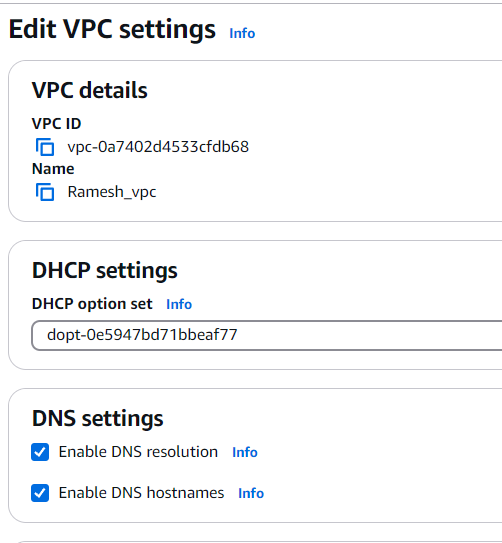 Edit VPC settings Info
VPC details
VPC ID
vpc-0a7402d4533cfdb68
Name
Ramesh_vpc
DHCP settings
DHCP option set Info
dopt-0e5947bd71bbeaf77
DNS settings
Enable DNS resolution Info
Enable DNS hostnames Info